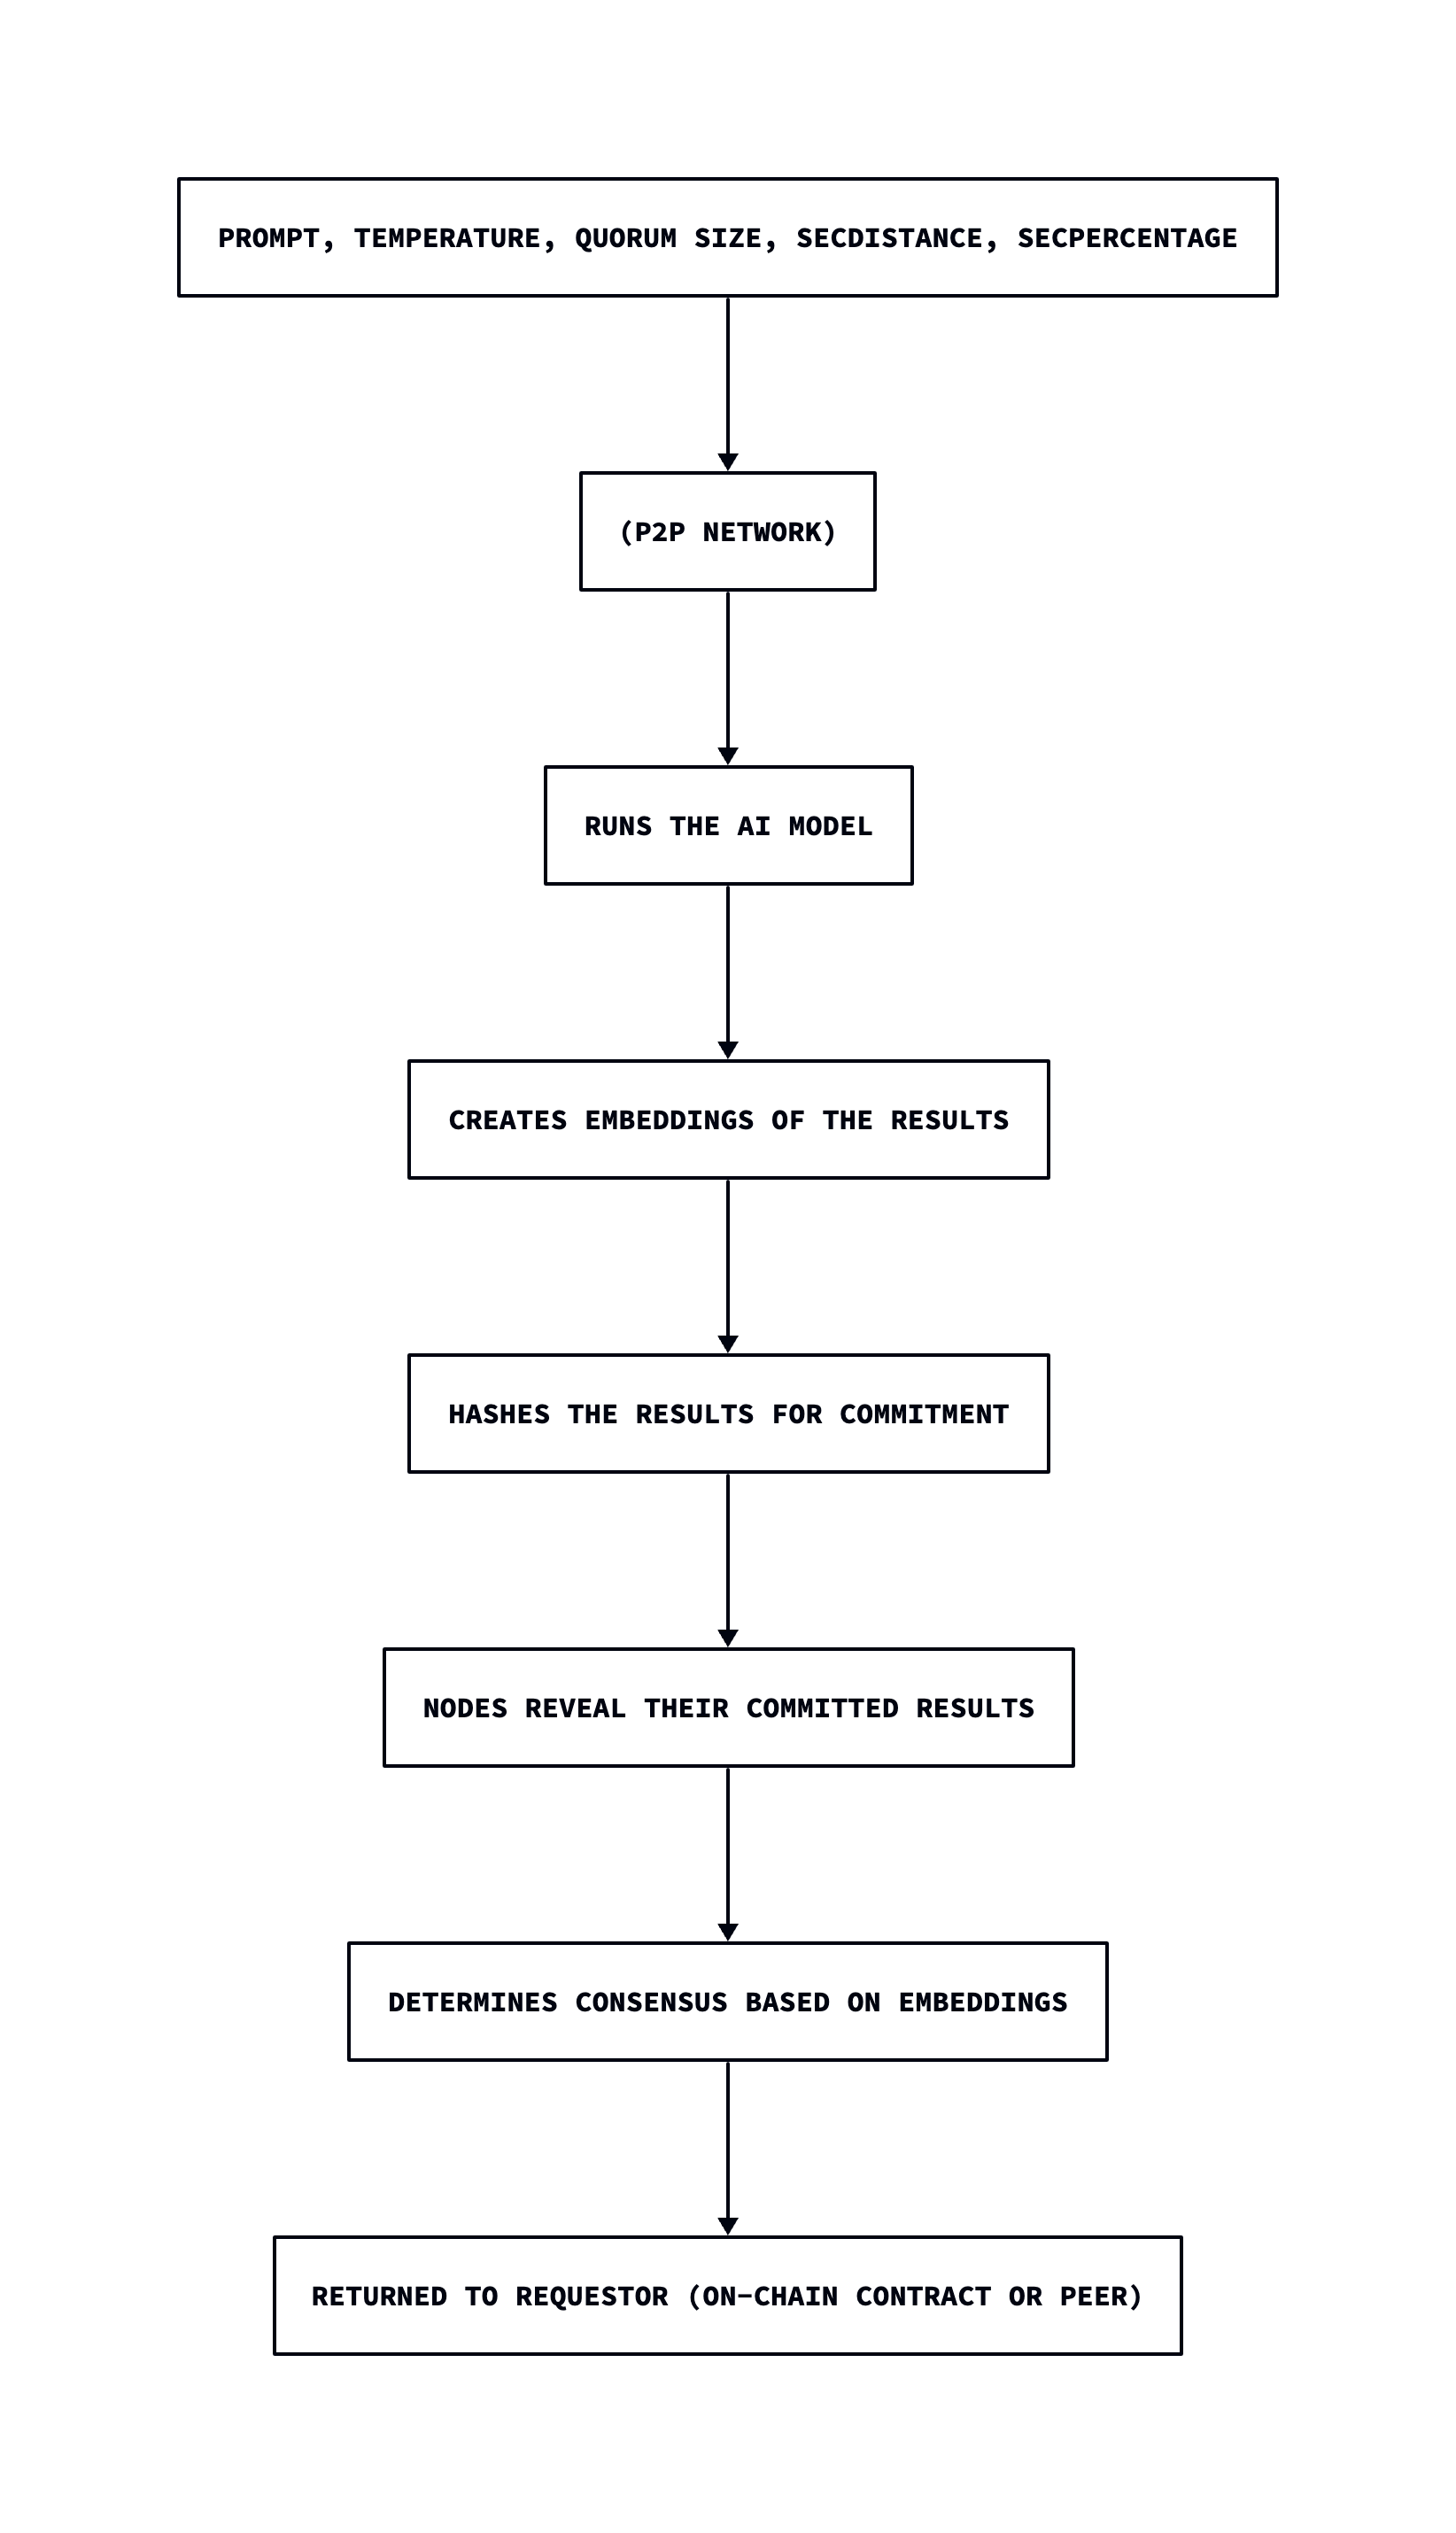 PROMPT, TEMPERATURE, QUORUM SIZE, SECDISTANCE, SECPERCENTAGE
(P2P NETWORK)
RUNS THE AI MODEL
CREATES EMBEDDINGS OF THE RESULTS
HASHES THE RESULTS FOR COMMITMENT
NODES REVEAL THEIR COMMITTED RESULTS
DETERMINES CONSENSUS BASED ON EMBEDDINGS
RETURNED TO REQUESTOR (ON-CHAIN CONTRACT OR PEER)